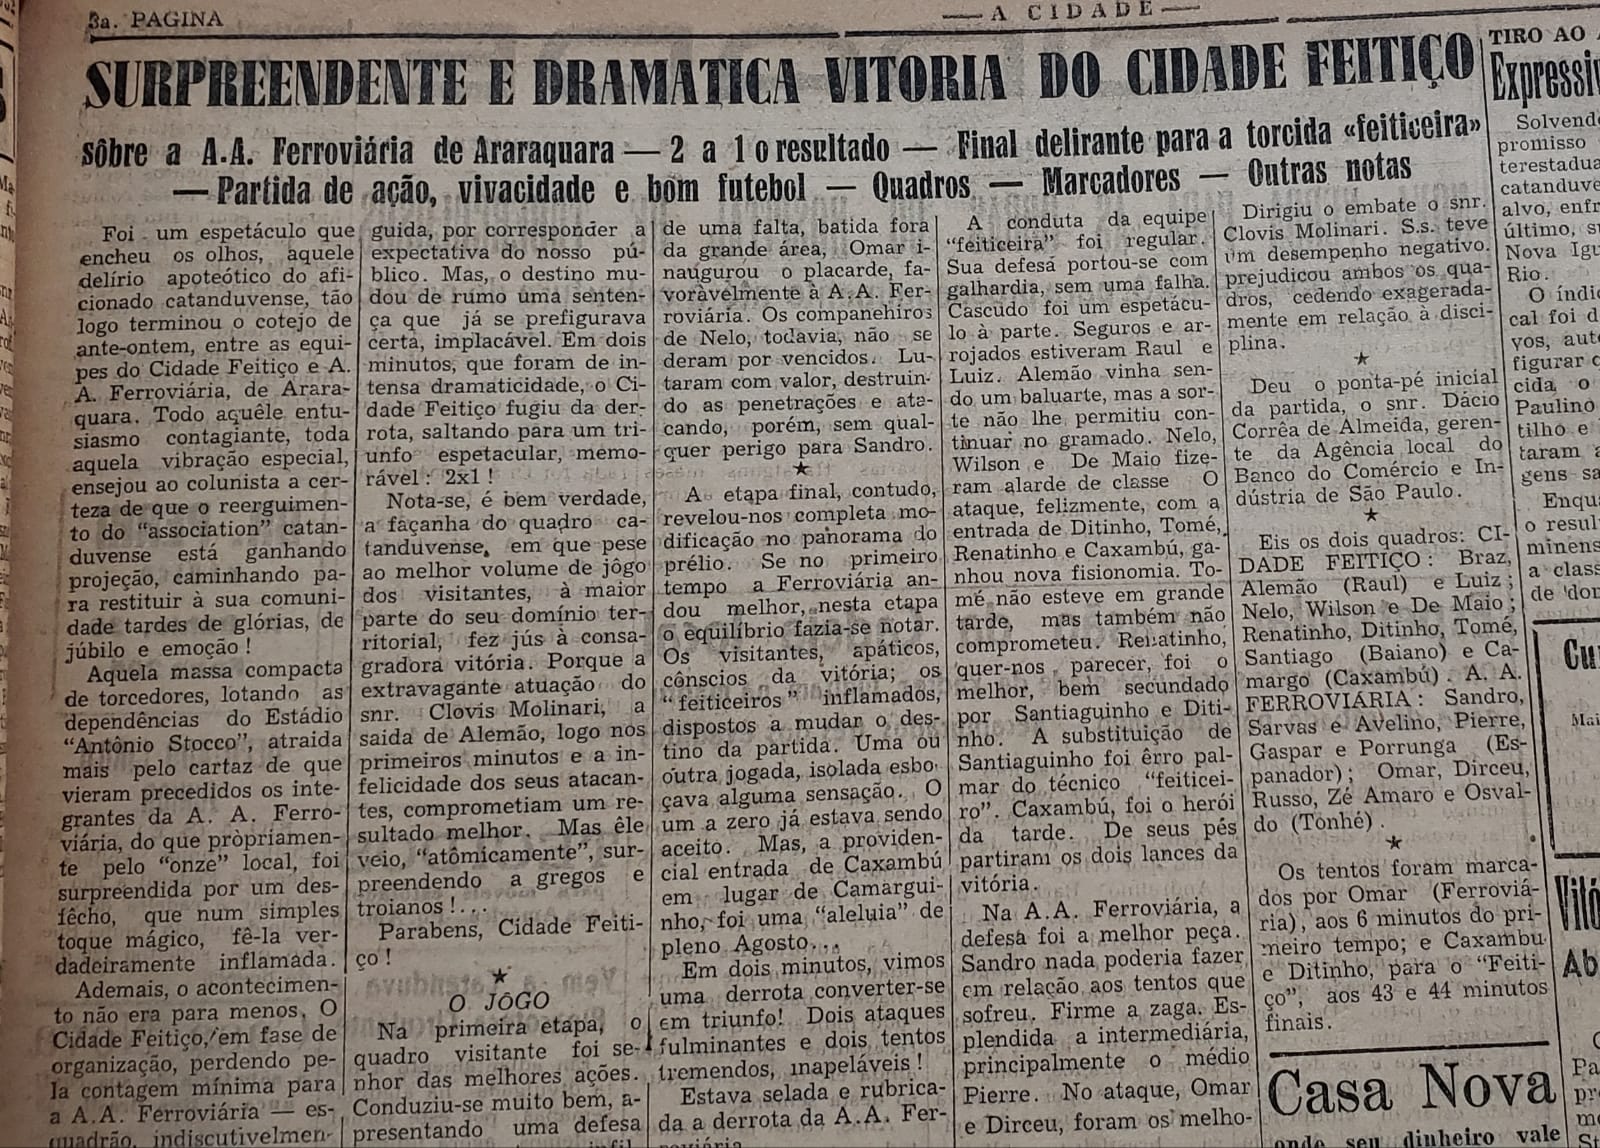 3a. PAGINA
— A CIDADE —
SURPREENDENTE E DRAMATICA VITORIA DO CIDADE FEITIÇO
sôbre a A.A. Ferroviária de Araraquara — 2 a 1 o resultado — Final delirante para a torcida «feiticeira»
— Partida de ação, vivacidade e bom futebol — Quadros — Marcadores — Outras notas
Foi um espetáculo que
encheu os olhos, aquele
delírio apoteótico do afi-
cionado catanduvense, tão
logo terminou o cotejo de
ante-ontem, entre as equi-
pes do Cidade Feitiço e A.
A. Ferroviária, de Arara-
quara. Todo aquêle entu-
siasmo contagiante, toda
aquela vibração especial,
ensejou ao colunista a cer-
teza de que o reerguimen-
to do "association" catan-
duvense está ganhando
projeção, caminhando pa-
ra restituir à sua comuni-
dade tardes de glórias, de
júbilo e emoção !
Aquela massa compacta
de torcedores, lotando as
dependências do Estádio
"Antônio Stocco", atraida
mais pelo cartaz de que
vieram precedidos os inte-
grantes da A. A. Ferro-
viária, do que pròpriamen-
te pelo "onze" local, foi
surpreendida por um des-
fêcho, que num simples
toque mágico, fê-la ver-
dadeiramente inflamada.
Ademais, o acontecimen-
to não era para menos. O
Cidade Feitiço, em fase de
organização, perdendo pe-
la contagem mínima para
a A.A. Ferroviária — es-
quadrão, indiscutivelmen-
guida, por corresponder a
expectativa do nosso pú-
blico. Mas, o destino mu-
dou de rumo uma senten-
ça que já se prefigurava
certa, implacável. Em dois
minutos, que foram de in-
tensa dramaticidade, o Ci-
dade Feitiço fugiu da der-
rota, saltando para um tri-
unfo espetacular, memo-
rável : 2x1 !
Nota-se, é bem verdade,
a façanha do quadro ca-
tanduvense, em que pese
ao melhor volume de jôgo
dos visitantes, à maior
parte do seu domínio ter-
ritorial, fez jús à consa-
gradora vitória. Porque a
extravagante atuação do
snr. Clovis Molinari, a
saida de Alemão, logo nos
primeiros minutos e a in-
felicidade dos seus atacan-
tes, comprometiam um re-
sultado melhor. Mas êle
veio, "atômicamente", sur-
preendendo a gregos e
troianos !...
Parabens, Cidade Feiti-
ço !
★
O JOGO
Na primeira etapa, o
quadro visitante foi se-
nhor das melhores ações.
Conduziu-se muito bem, a-
presentando uma defesa
de uma falta, batida fora
da grande área, Omar i-
naugurou o placarde, fa-
voràvelmente à A.A. Fer-
roviária. Os companehiros
de Nelo, todavia, não se
deram por vencidos. Lu-
taram com valor, destruin-
do as penetrações e ata-
cando, porém, sem qual-
quer perigo para Sandro.
★
A etapa final, contudo,
revelou-nos completa mo-
dificação no panorama do
prélio. Se no primeiro
tempo a Ferroviária an-
dou melhor, nesta etapa
o equilíbrio fazia-se notar.
Os visitantes, apáticos,
cônscios da vitória; os
"feiticeiros" inflamados,
dispostos a mudar o des-
tino da partida. Uma ou
outra jogada, isolada esbo-
çava alguma sensação. O
um a zero já estava sendo
aceito. Mas, a providen-
cial entrada de Caxambú
em lugar de Camargui-
nho, foi uma "aleluia" de
pleno Agosto...
Em dois minutos, vimos
uma derrota converter-se
em triunfo! Dois ataques
fulminantes e dois tentos
tremendos, inapeláveis !
Estava selada e rubrica-
da a derrota da A.A. Fer-
roviária.
A conduta da equipe
"feiticeira" foi regular.
Sua defesa portou-se com
galhardia, sem uma falha.
Cascudo foi um espetácu-
lo à parte. Seguros e ar-
rojados estiveram Raul e
Luiz. Alemão vinha sen-
do um baluarte, mas a sor-
te não lhe permitiu con-
tinuar no gramado. Nelo,
Wilson e De Maio fize-
ram alarde de classe O
ataque, felizmente, com a
entrada de Ditinho, Tomé,
Renatinho e Caxambú, ga-
nhou nova fisionomia. To-
mé não esteve em grande
tarde, mas também não
comprometeu. Renatinho,
quer-nos parecer, foi o
melhor, bem secundado
por Santiaguinho e Diti-
nho. A substituição de
Santiaguinho foi êrro pal-
mar do técnico "feiticei-
ro". Caxambú, foi o herói
da tarde. De seus pés
partiram os dois lances da
vitória.
Na A.A. Ferroviária, a
defesa foi a melhor peça.
Sandro nada poderia fazer
em relação aos tentos que
sofreu. Firme a zaga. Es-
plendida a intermediária,
principalmente o médio
Pierre. No ataque, Omar
e Dirceu, foram os melho-
Dirigiu o embate o snr.
Clovis Molinari. S.s. teve
um desempenho negativo.
prejudicou ambos os qua-
dros, cedendo exagerada-
mente em relação à disci-
plina.
★
Deu o ponta-pé inicial
da partida, o snr. Dácio
Corrêa de Almeida, geren-
te da Agência local do
Banco do Comércio e In-
dústria de São Paulo.
★
Eis os dois quadros: CI-
DADE FEITIÇO : Braz,
Alemão (Raul) e Luiz ;
Nelo, Wilson e De Maio ;
Renatinho, Ditinho, Tomé,
Santiago (Baiano) e Ca-
margo (Caxambú) . A. A.
FERROVIÁRIA : Sandro,
Sarvas e Avelino, Pierre,
Gaspar e Porrunga (Es-
panador) ; Omar, Dirceu,
Russo, Zé Amaro e Osval-
do (Tonhé) .
★
Os tentos foram marca-
dos por Omar (Ferroviá-
ria), aos 6 minutos do pri-
meiro tempo; e Caxambu
e Ditinho, para o "Feiti-
ço", aos 43 e 44 minutos
finais.
Casa Nova
onde seu dinheiro vale
TIRO AO
Expressiv
Solvend
promisso
terestadua
catanduve
alvo, enfr
último, s
Nova Igu
Rio.
O índi
cal foi d
vos, aut
figurar
cida o
Paulino
tilho e
taram
gens sa
Enqu
o resul
minens
a class
de 'dor
Cu
Mai
Vitó
Ab